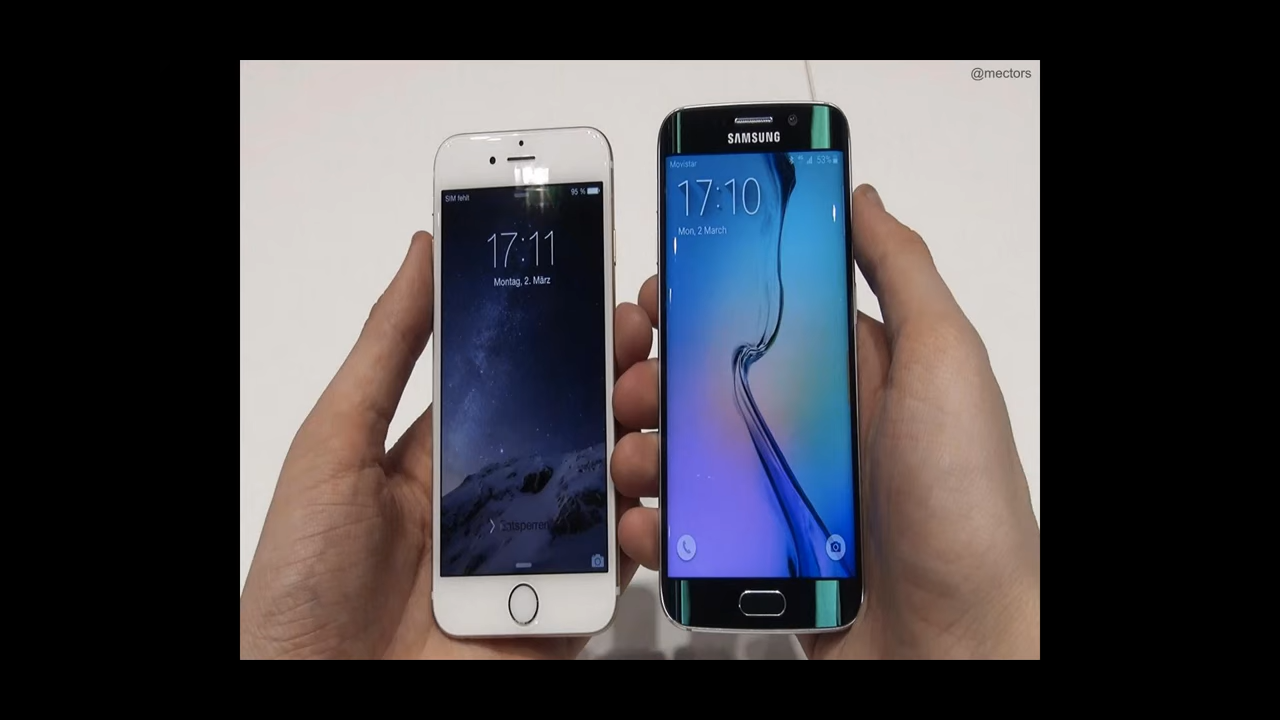 @mectors
SIM fehlt
95 %
17:11
Montag, 2. März
entsperren
SAMSUNG
Movistar
53%
17:10
Mon, 2 March